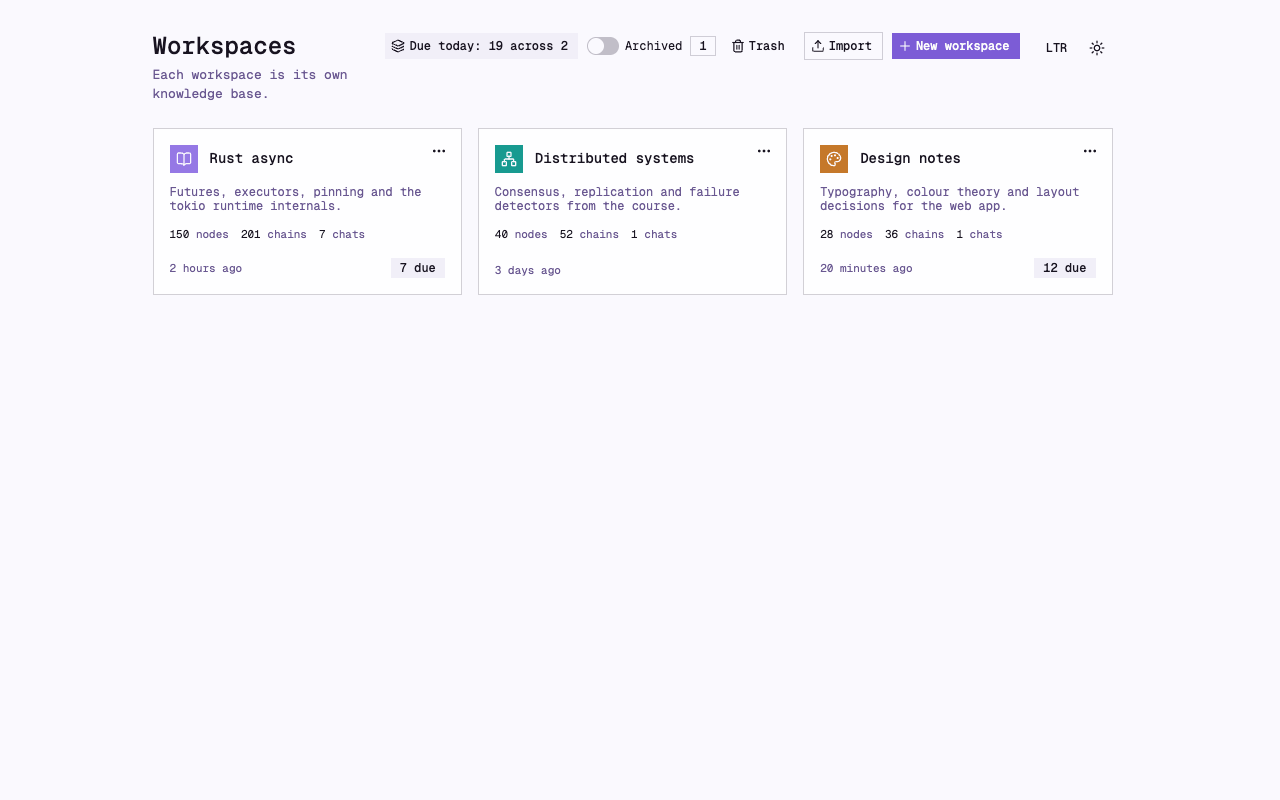 Workspaces
Due today: 19 across 2
Archived 1
Trash
Import
New workspace
LTR
Each workspace is its own
knowledge base.
Rust async
Futures, executors, pinning and the
tokio runtime internals.
150 nodes 201 chains 7 chats
2 hours ago
7 due
Distributed systems
Consensus, replication and failure
detectors from the course.
40 nodes 52 chains 1 chats
3 days ago
Design notes
Typography, colour theory and layout
decisions for the web app.
28 nodes 36 chains 1 chats
20 minutes ago
12 due